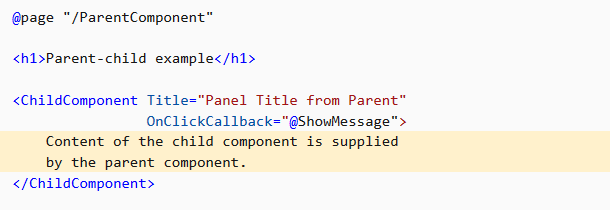 @page "/ParentComponent"
<h1>Parent-child example</h1>
<ChildComponent Title="Panel Title from Parent"
OnClickCallback="@ShowMessage">
Content of the child component is supplied
by the parent component.
</ChildComponent>